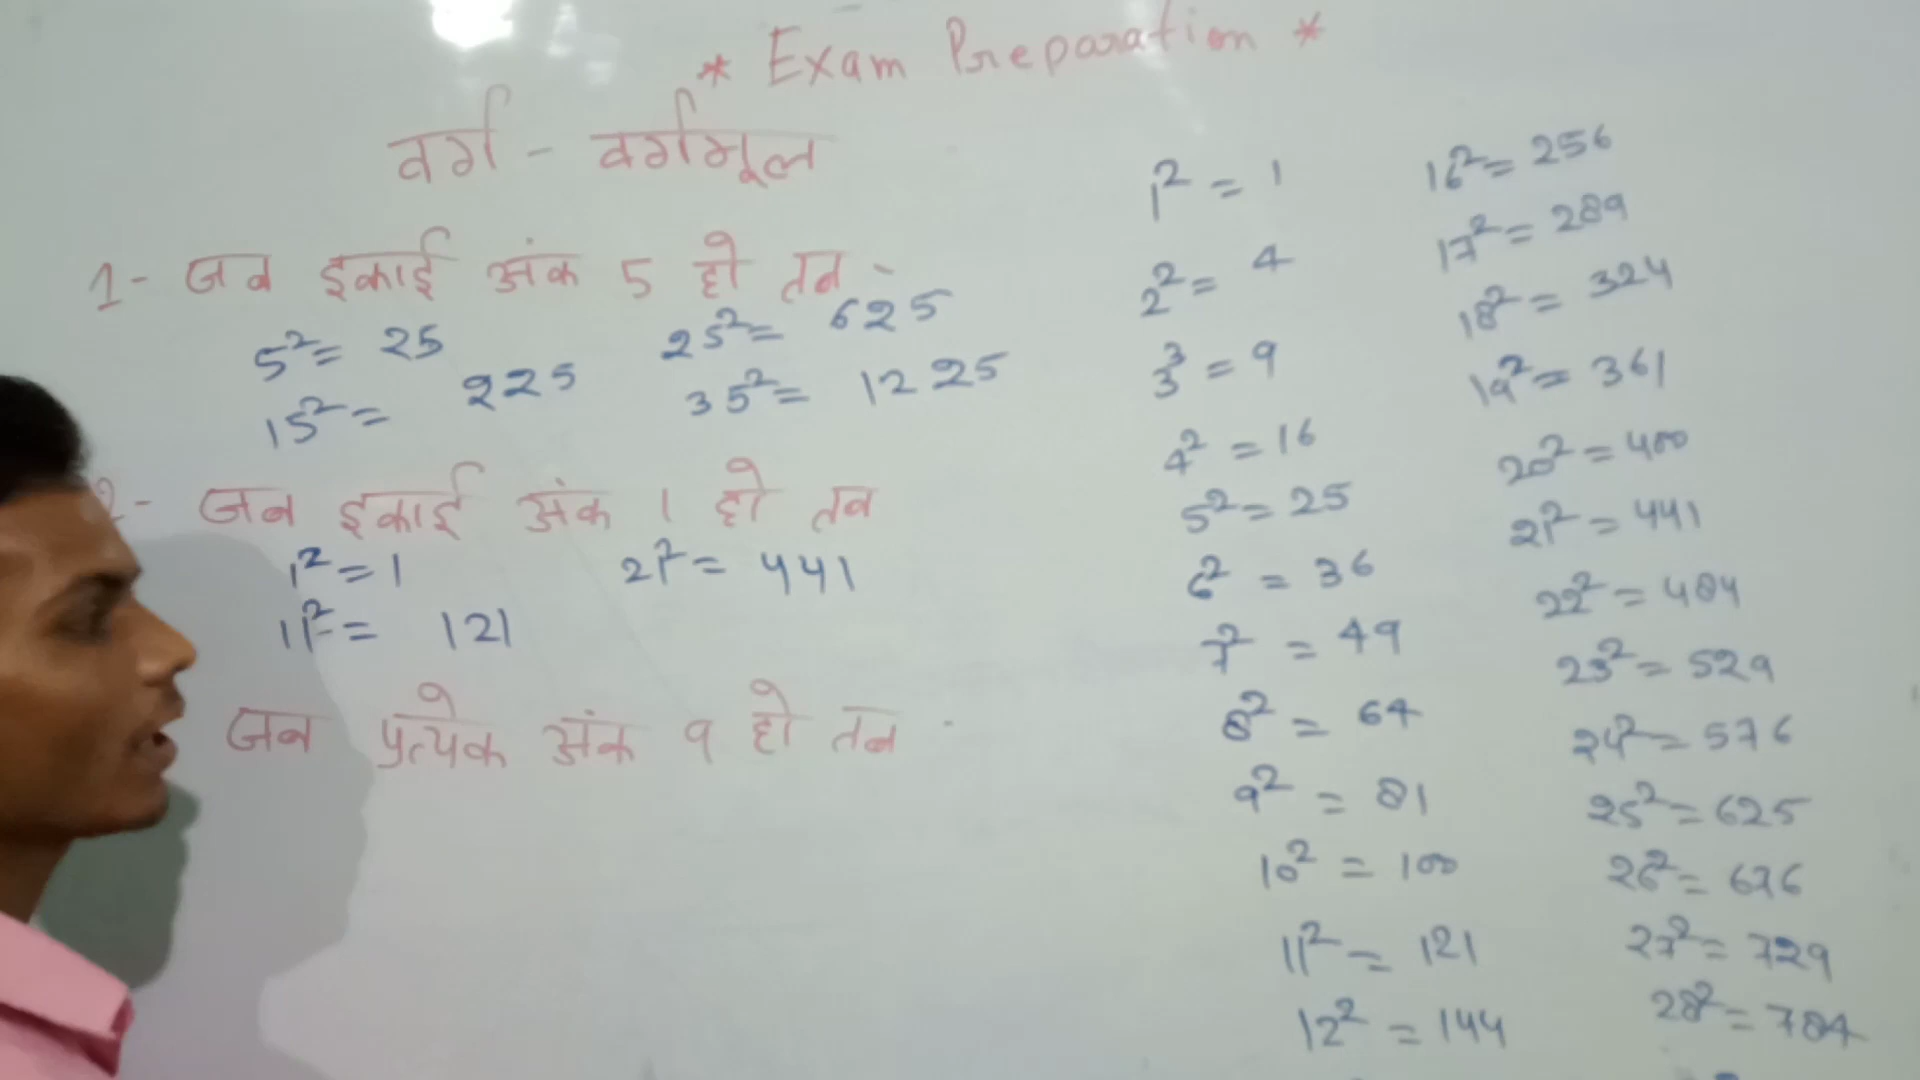 * Exam Preparation *
वर्ग - वर्गमूल
1- जब इकाई अंक 5 हो तब -
5² = 25
25² = 625
15² = 225
35² = 1225
2- जब इकाई अंक 1 हो तब
1² = 1
21² = 441
11² = 121
जब प्रत्येक अंक 9 हो तब -
1² = 1
2² = 4
3³ = 9
4² = 16
5² = 25
6² = 36
7² = 49
8² = 64
9² = 81
10² = 100
11² = 121
12² = 144
16² = 256
17² = 289
18² = 324
19² = 361
20² = 400
21² = 441
22² = 484
23² = 529
24² = 576
25² = 625
26² = 676
27² = 729
28² = 784